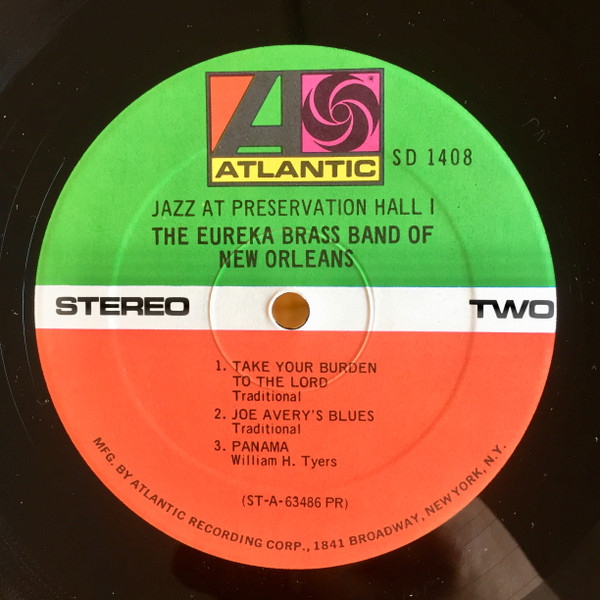 ATLANTIC
SD 1408
JAZZ AT PRESERVATION HALL I
THE EUREKA BRASS BAND OF
NEW ORLEANS
STEREO
TWO
1. TAKE YOUR BURDEN
TO THE LORD
Traditional
2. JOE AVERY'S BLUES
Traditional
3. PANAMA
William H. Tyers
(ST-A-63486 PR)
MFG. BY ATLANTIC RECORDING CORP., 1841 BROADWAY, NEW YORK, N.Y.